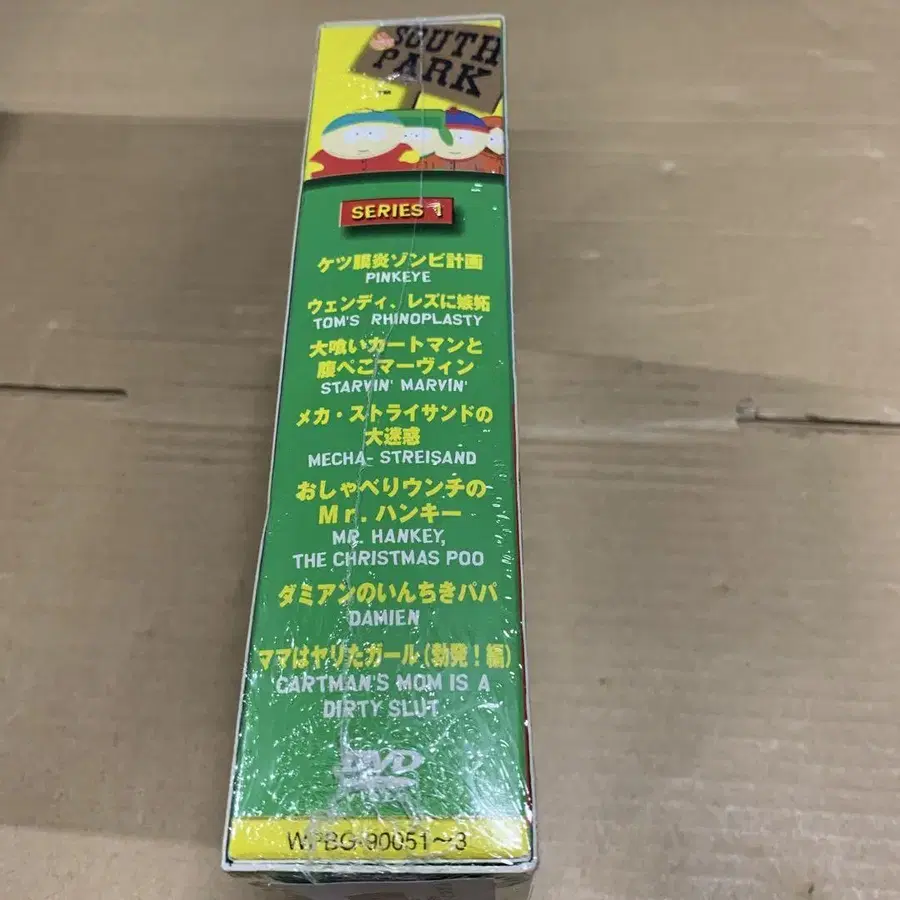 SOUTH
PARK
TM
SERIES 1
ケツ膜炎ゾンビ計画
PINKEYE
ウェンディ、レズに嫉妬
TOM'S RHINOPLASTY
大喰いカートマンと
腹ぺこマーヴィン
STARVIN' MARVIN'
メカ・ストライサンドの
大迷惑
MECHA- STREISAND
おしゃべりウンチの
Mr. ハンキー
MR. HANKEY,
THE CHRISTMAS POO
ダミアンのいんちきパパ
DAMIEN
ママはヤリたガール(勃発!編)
CARTMAN'S MOM IS A
DIRTY SLUT
DVD
WPBG-90051~3